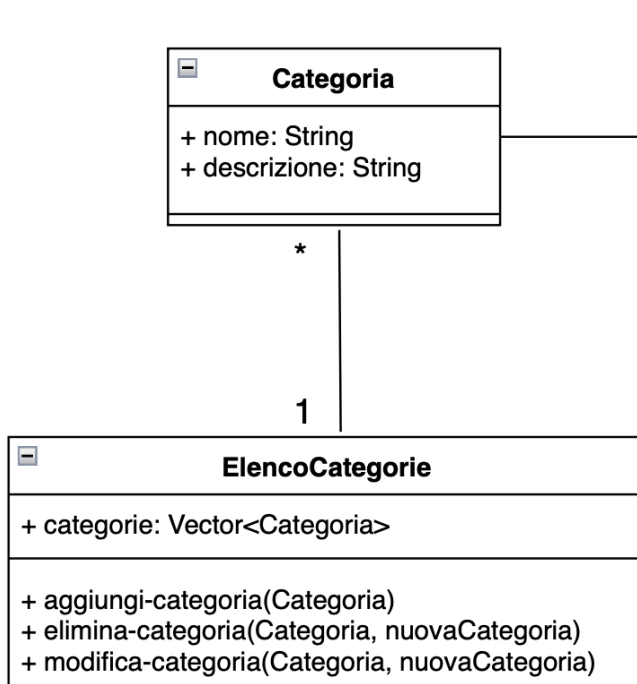 Categoria
+ nome: String
+ descrizione: String
*
1
ElencoCategorie
+ categorie: Vector<Categoria>
+ aggiungi-categoria(Categoria)
+ elimina-categoria(Categoria, nuovaCategoria)
+ modifica-categoria(Categoria, nuovaCategoria)